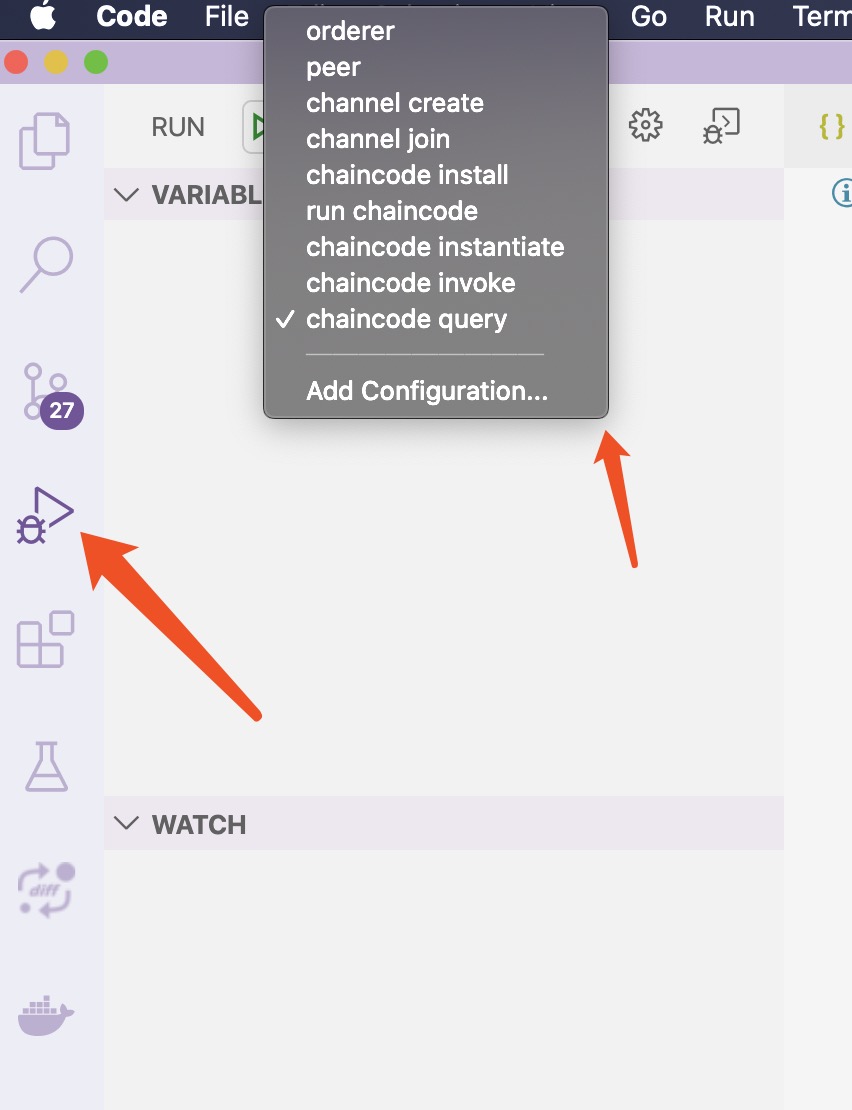 Code File Go Run Term
orderer
peer
channel create
RUN
channel join
chaincode install
VARIABL
run chaincode
chaincode instantiate
chaincode invoke
✓ chaincode query
Add Configuration...
27
WATCH
diff